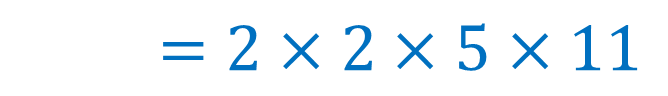 = 2 × 2 × 5 × 11